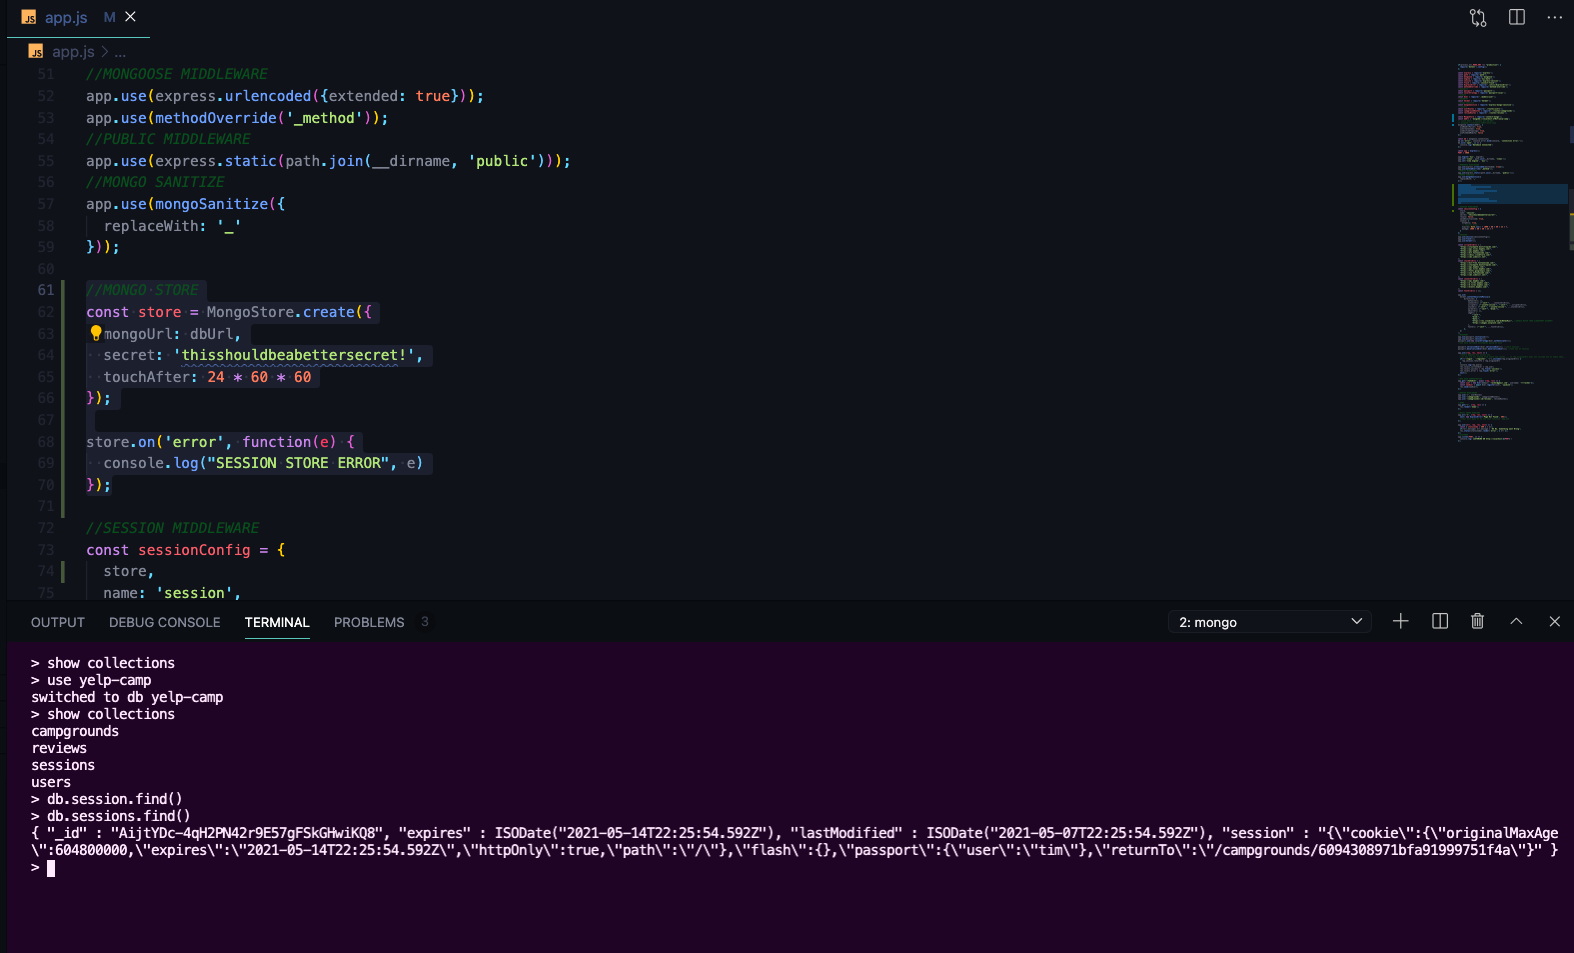 JS app.js M
JS app.js > ...
51 //MONGOOSE MIDDLEWARE
52 app.use(express.urlencoded({extended: true}));
53 app.use(methodOverride('_method'));
54 //PUBLIC MIDDLEWARE
55 app.use(express.static(path.join(__dirname, 'public')));
56 //MONGO SANITIZE
57 app.use(mongoSanitize({
58 replaceWith: '_'
59 }));
60
61 //MONGO STORE
62 const store = MongoStore.create({
63 mongoUrl: dbUrl,
64 secret: 'thisshouldbeabettersecret!',
65 touchAfter: 24 * 60 * 60
66 });
67
68 store.on('error', function(e) {
69 console.log("SESSION STORE ERROR", e)
70 });
71
72 //SESSION MIDDLEWARE
73 const sessionConfig = {
74 store,
75 name: 'session',
OUTPUT DEBUG CONSOLE TERMINAL PROBLEMS 3 2: mongo
> show collections
> use yelp-camp
switched to db yelp-camp
> show collections
campgrounds
reviews
sessions
users
> db.session.find()
> db.sessions.find()
{ "_id" : "AijtYDc-4qH2PN42r9E57gFSkGHwiKQ8", "expires" : ISODate("2021-05-14T22:25:54.592Z"), "lastModified" : ISODate("2021-05-07T22:25:54.592Z"), "session" : "{\"cookie\":{\"originalMaxAge
\":604800000,\"expires\":\"2021-05-14T22:25:54.592Z\",\"httpOnly\":true,\"path\":\"/\"},\"flash\":{},\"passport\":{\"user\":\"tim\"},\"returnTo\":\"/campgrounds/6094308971bfa91999751f4a\"}" }
>